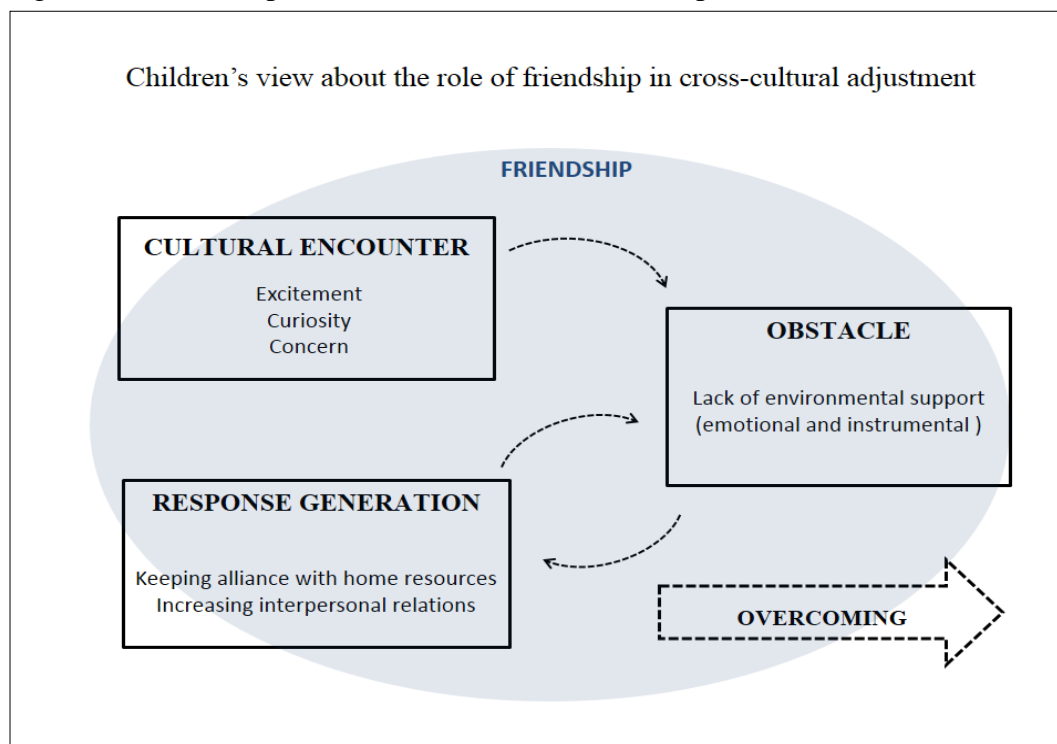 Children’s view about the role of friendship in cross-cultural adjustment
FRIENDSHIP
CULTURAL ENCOUNTER
Excitement
Curiosity
Concern
OBSTACLE
Lack of environmental support
(emotional and instrumental )
RESPONSE GENERATION
Keeping alliance with home resources
Increasing interpersonal relations
OVERCOMING